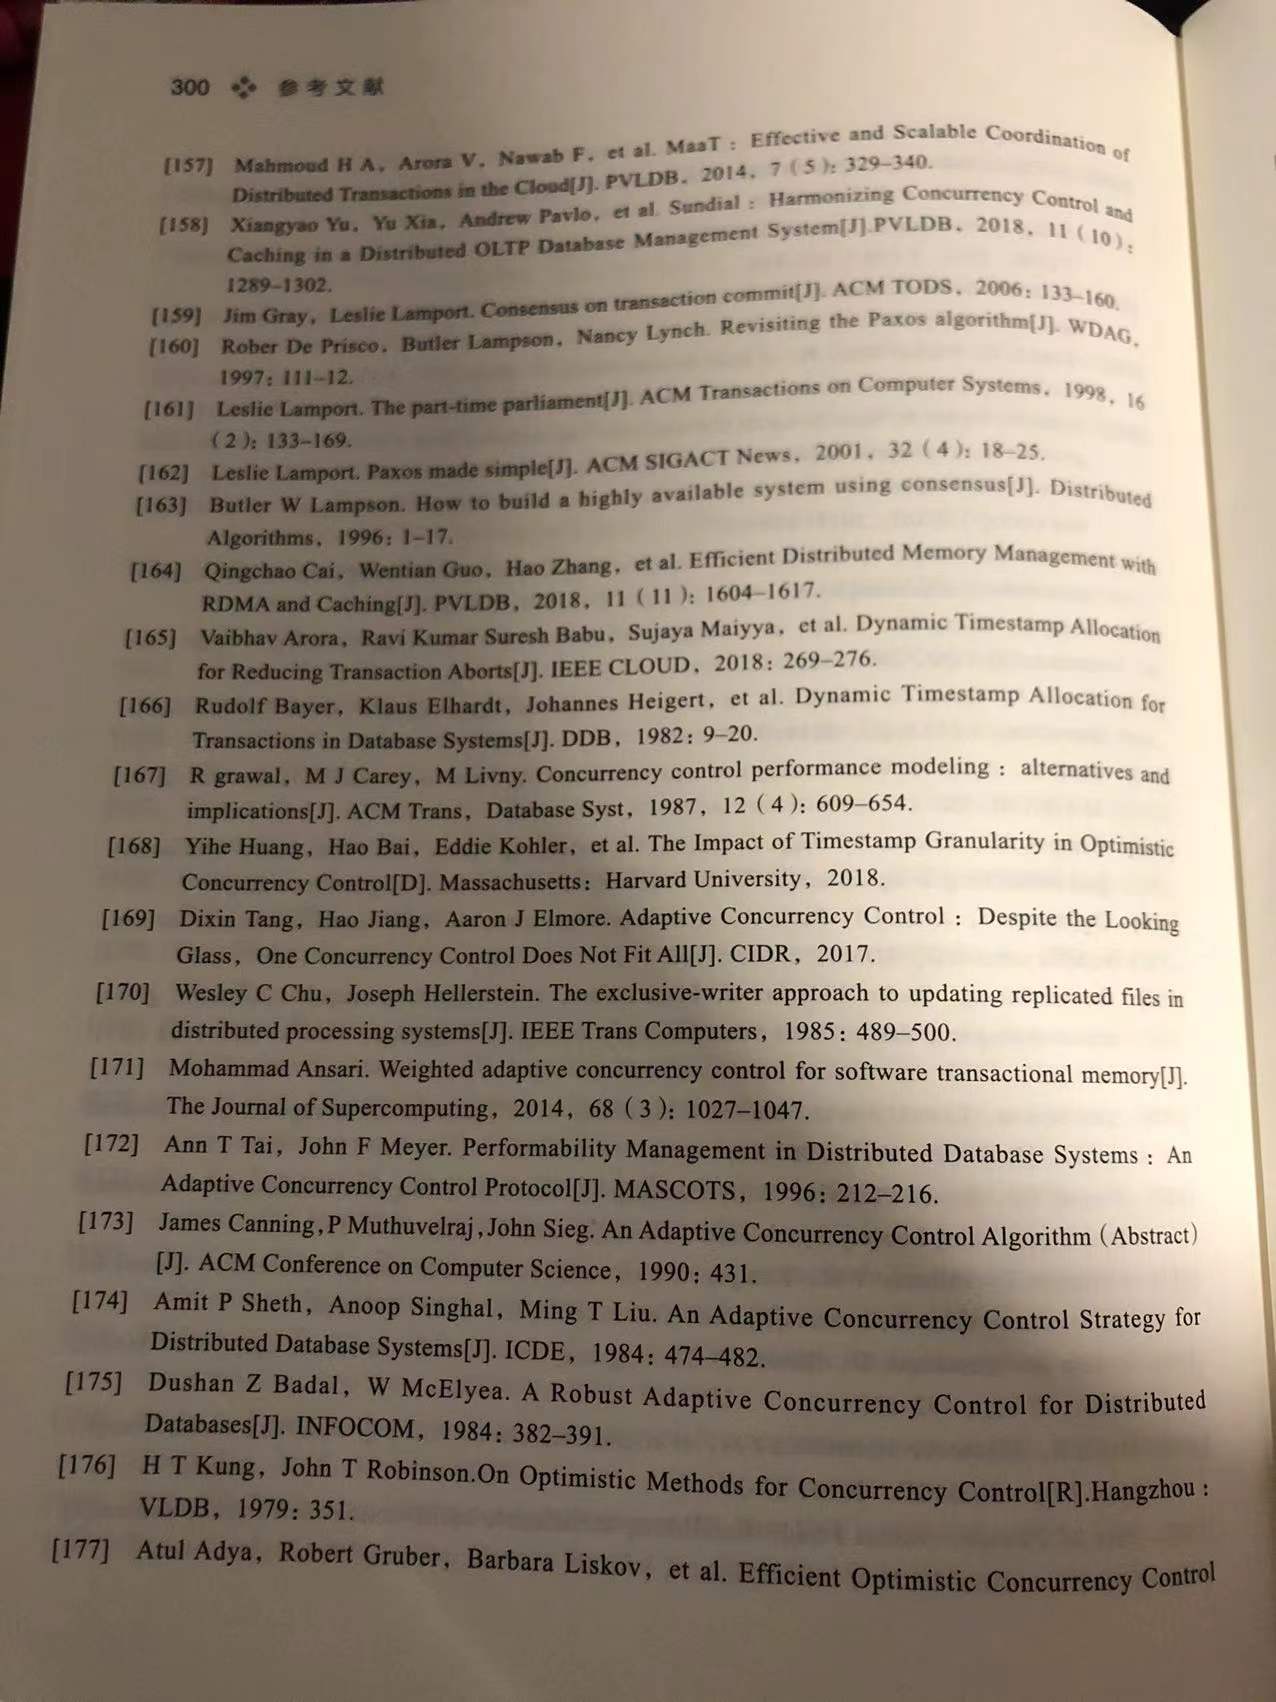 300 参考文献
[157] Mahmoud H A, Arora V, Nawab F, et al. MaaT : Effective and Scalable Coordination of
Distributed Transactions in the Cloud[J]. PVLDB, 2014, 7 (5): 329–340.
[158] Xiangyao Yu, Yu Xia, Andrew Pavlo, et al. Sundial : Harmonizing Concurrency Control and
Caching in a Distributed OLTP Database Management System[J].PVLDB, 2018, 11 (10):
1289–1302.
[159] Jim Gray, Leslie Lamport. Consensus on transaction commit[J]. ACM TODS, 2006: 133–160.
[160] Rober De Prisco, Butler Lampson, Nancy Lynch. Revisiting the Paxos algorithm[J]. WDAG,
1997: 111–12.
[161] Leslie Lamport. The part-time parliament[J]. ACM Transactions on Computer Systems, 1998, 16
(2): 133–169.
[162] Leslie Lamport. Paxos made simple[J]. ACM SIGACT News, 2001, 32 (4): 18–25.
[163] Butler W Lampson. How to build a highly available system using consensus[J]. Distributed
Algorithms, 1996: 1–17.
[164] Qingchao Cai, Wentian Guo, Hao Zhang, et al. Efficient Distributed Memory Management with
RDMA and Caching[J]. PVLDB, 2018, 11 (11): 1604–1617.
[165] Vaibhav Arora, Ravi Kumar Suresh Babu, Sujaya Maiyya, et al. Dynamic Timestamp Allocation
for Reducing Transaction Aborts[J]. IEEE CLOUD, 2018: 269–276.
[166] Rudolf Bayer, Klaus Elhardt, Johannes Heigert, et al. Dynamic Timestamp Allocation for
Transactions in Database Systems[J]. DDB, 1982: 9–20.
[167] R grawal, M J Carey, M Livny. Concurrency control performance modeling : alternatives and
implications[J]. ACM Trans, Database Syst, 1987, 12 (4): 609–654.
[168] Yihe Huang, Hao Bai, Eddie Kohler, et al. The Impact of Timestamp Granularity in Optimistic
Concurrency Control[D]. Massachusetts: Harvard University, 2018.
[169] Dixin Tang, Hao Jiang, Aaron J Elmore. Adaptive Concurrency Control : Despite the Looking
Glass, One Concurrency Control Does Not Fit All[J]. CIDR, 2017.
[170] Wesley C Chu, Joseph Hellerstein. The exclusive-writer approach to updating replicated files in
distributed processing systems[J]. IEEE Trans Computers, 1985: 489–500.
[171] Mohammad Ansari. Weighted adaptive concurrency control for software transactional memory[J].
The Journal of Supercomputing, 2014, 68 (3): 1027–1047.
[172] Ann T Tai, John F Meyer. Performability Management in Distributed Database Systems : An
Adaptive Concurrency Control Protocol[J]. MASCOTS, 1996: 212–216.
[173] James Canning,P Muthuvelraj,John Sieg. An Adaptive Concurrency Control Algorithm (Abstract)
[J]. ACM Conference on Computer Science, 1990: 431.
[174] Amit P Sheth, Anoop Singhal, Ming T Liu. An Adaptive Concurrency Control Strategy for
Distributed Database Systems[J]. ICDE, 1984: 474–482.
[175] Dushan Z Badal, W McElyea. A Robust Adaptive Concurrency Control for Distributed
Databases[J]. INFOCOM, 1984: 382–391.
[176] H T Kung, John T Robinson.On Optimistic Methods for Concurrency Control[R].Hangzhou :
VLDB, 1979: 351.
[177] Atul Adya, Robert Gruber, Barbara Liskov, et al. Efficient Optimistic Concurrency Control